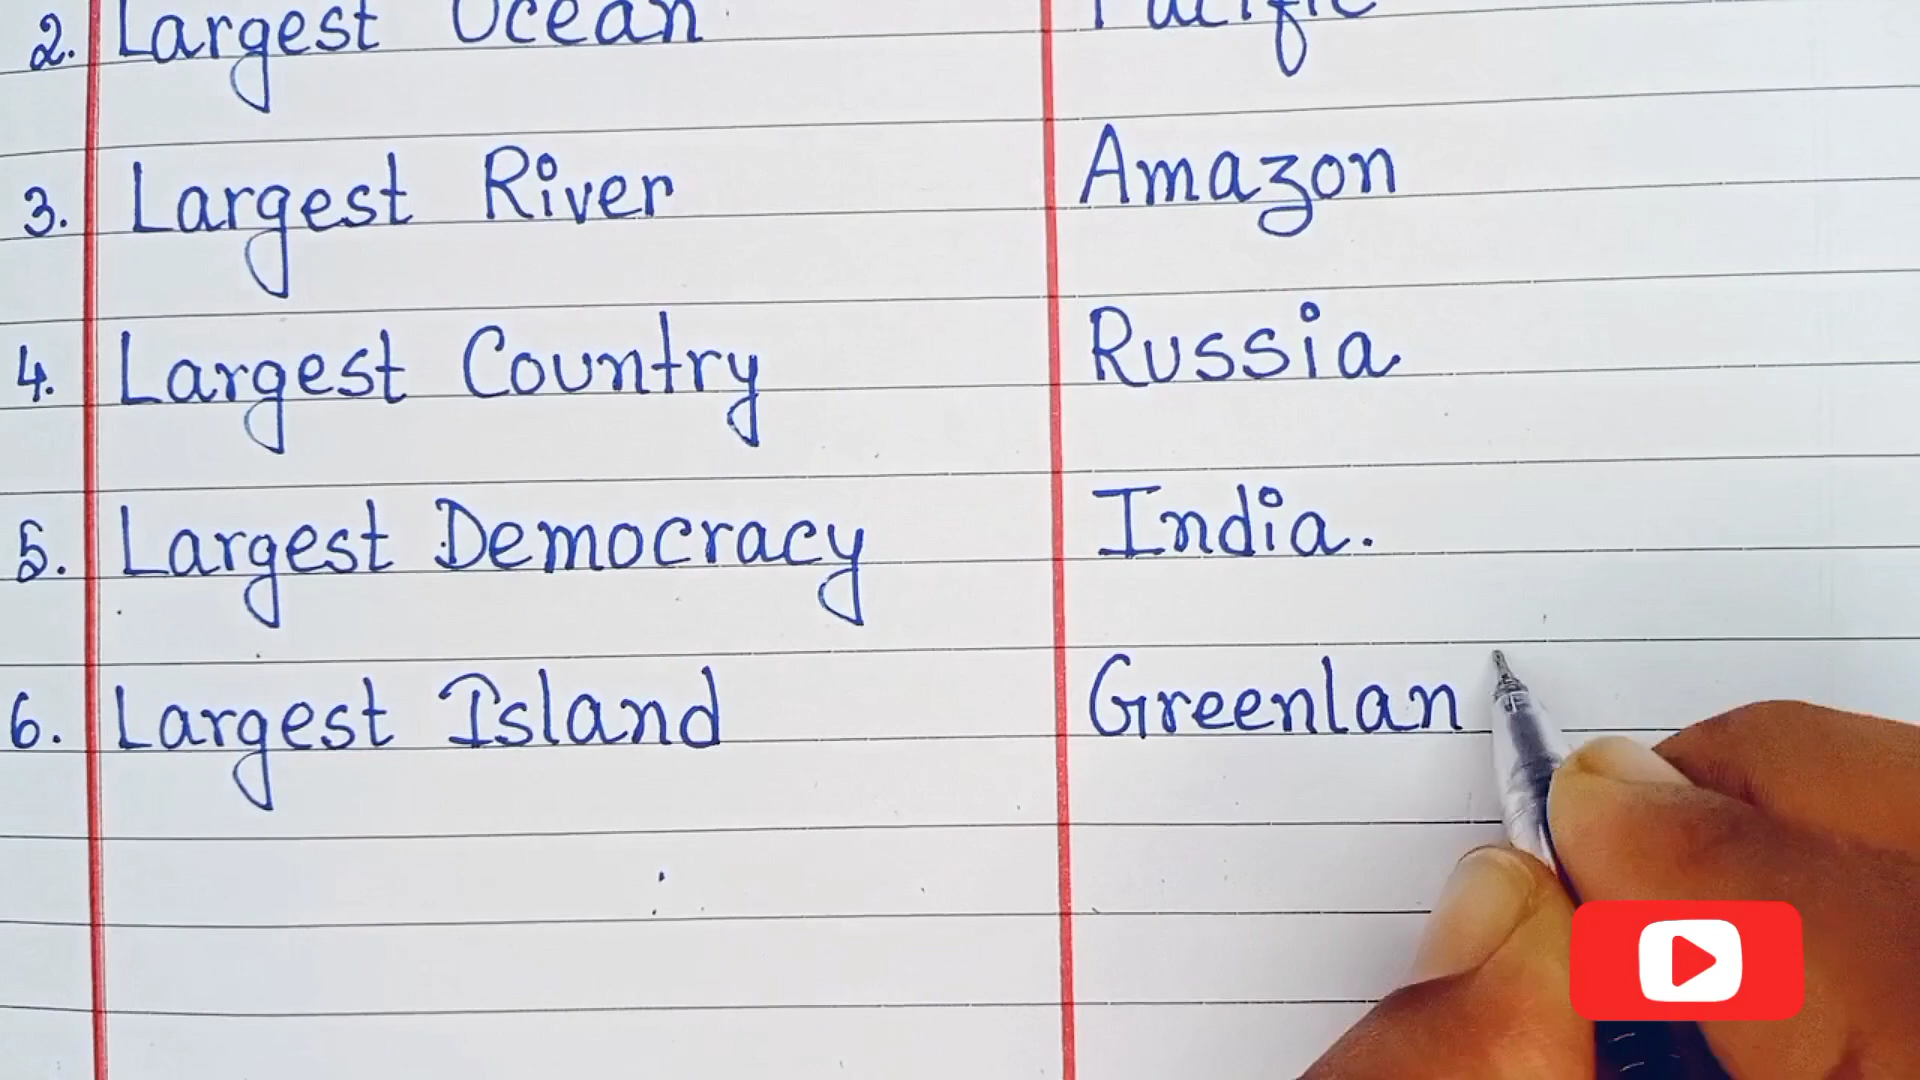 2. Largest Ocean Pacific
3. Largest River Amazon
4. Largest Country Russia
5. Largest Democracy India.
6. Largest Island Greenlan